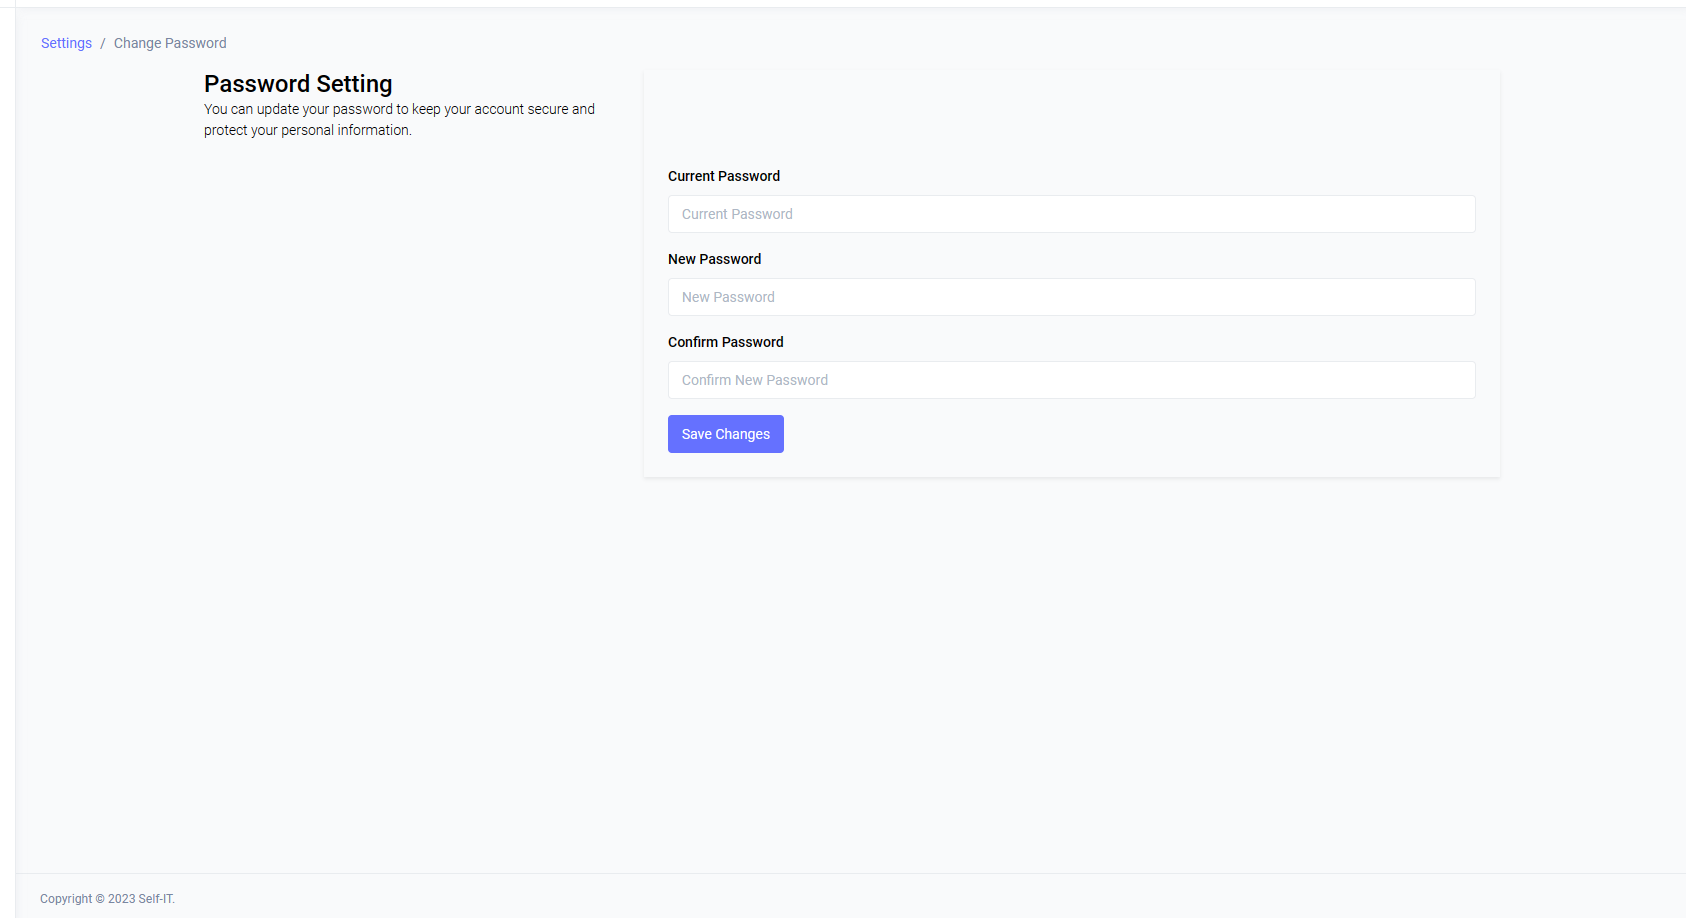 Settings / Change Password
Password Setting
You can update your password to keep your account secure and
protect your personal information.
Current Password
Current Password
New Password
New Password
Confirm Password
Confirm New Password
Save Changes
Copyright © 2023 Self-IT.